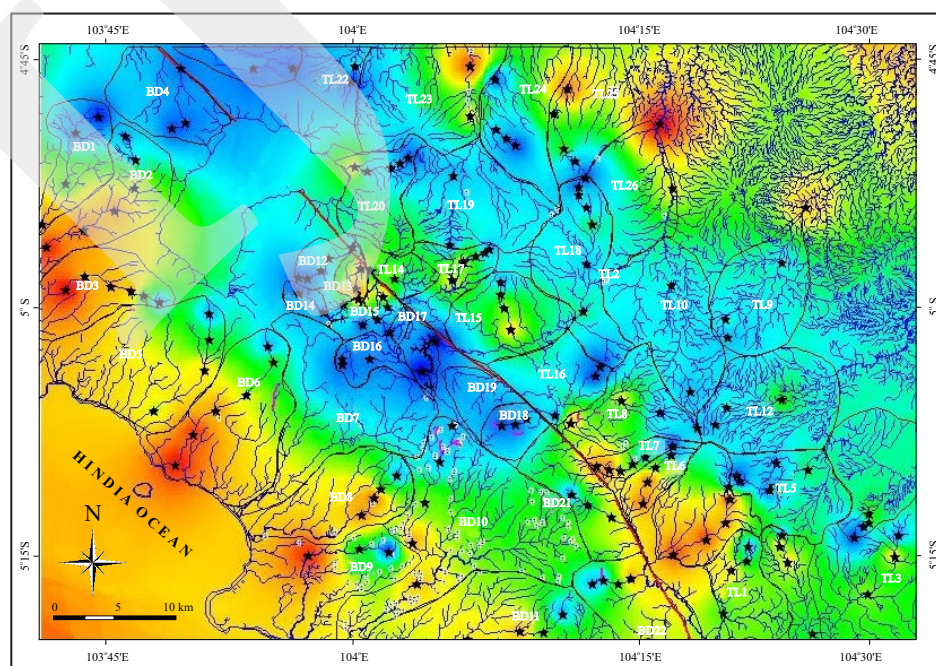 103°45'E 104°E 104°15'E 104°30'E
4°45'S 4°45'S
TL22 TL24 TL25
BD4 TL23
BD1
BD2 TL26
TL20 TL19
TL18
BD12 TL14 TL17 TL2
BD3 BD13 TL10 TL9
BD14 BD15 BD17 TL15
5°S 5°S
BD5 BD16
BD6 BD19 TL16
BD7 BD18 TL8 TL12
HINDIA OCEAN
TL7 TL6
BD8 BD21 TL5
N BD10
5°15'S 5°15'S
BD9 TL3
TL1
0 5 10 km
BD11 BD22
103°45'E 104°E 104°15'E 104°30'E